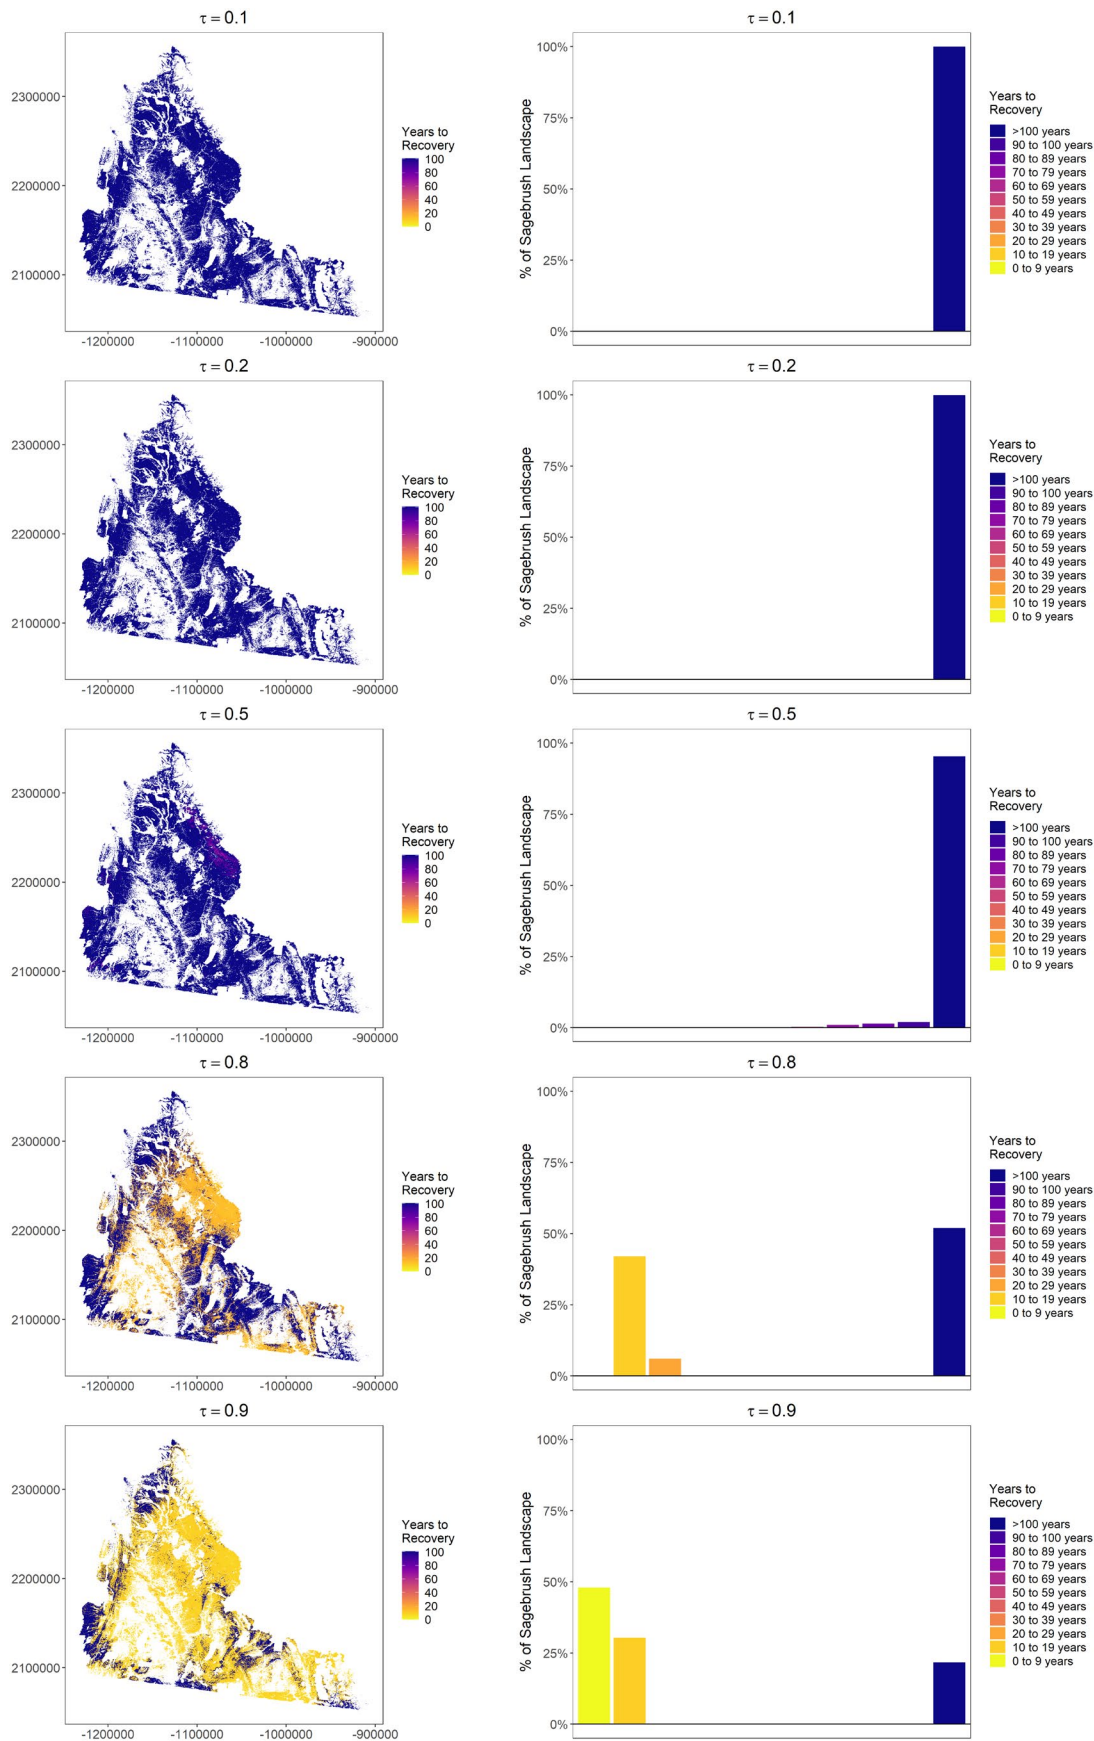 τ = 0.1
2300000
2200000
2100000
-1200000 -1100000 -1000000 -900000
Years to
Recovery
100
80
60
40
20
0
τ = 0.1
% of Sagebrush Landscape
100%
75%
50%
25%
0%
Years to
Recovery
>100 years
90 to 100 years
80 to 89 years
70 to 79 years
60 to 69 years
50 to 59 years
40 to 49 years
30 to 39 years
20 to 29 years
10 to 19 years
0 to 9 years
τ = 0.2
2300000
2200000
2100000
-1200000 -1100000 -1000000 -900000
Years to
Recovery
100
80
60
40
20
0
τ = 0.2
% of Sagebrush Landscape
100%
75%
50%
25%
0%
Years to
Recovery
>100 years
90 to 100 years
80 to 89 years
70 to 79 years
60 to 69 years
50 to 59 years
40 to 49 years
30 to 39 years
20 to 29 years
10 to 19 years
0 to 9 years
τ = 0.5
2300000
2200000
2100000
-1200000 -1100000 -1000000 -900000
Years to
Recovery
100
80
60
40
20
0
τ = 0.5
% of Sagebrush Landscape
100%
75%
50%
25%
0%
Years to
Recovery
>100 years
90 to 100 years
80 to 89 years
70 to 79 years
60 to 69 years
50 to 59 years
40 to 49 years
30 to 39 years
20 to 29 years
10 to 19 years
0 to 9 years
τ = 0.8
2300000
2200000
2100000
-1200000 -1100000 -1000000 -900000
Years to
Recovery
100
80
60
40
20
0
τ = 0.8
% of Sagebrush Landscape
100%
75%
50%
25%
0%
Years to
Recovery
>100 years
90 to 100 years
80 to 89 years
70 to 79 years
60 to 69 years
50 to 59 years
40 to 49 years
30 to 39 years
20 to 29 years
10 to 19 years
0 to 9 years
τ = 0.9
2300000
2200000
2100000
-1200000 -1100000 -1000000 -900000
Years to
Recovery
100
80
60
40
20
0
τ = 0.9
% of Sagebrush Landscape
100%
75%
50%
25%
0%
Years to
Recovery
>100 years
90 to 100 years
80 to 89 years
70 to 79 years
60 to 69 years
50 to 59 years
40 to 49 years
30 to 39 years
20 to 29 years
10 to 19 years
0 to 9 years